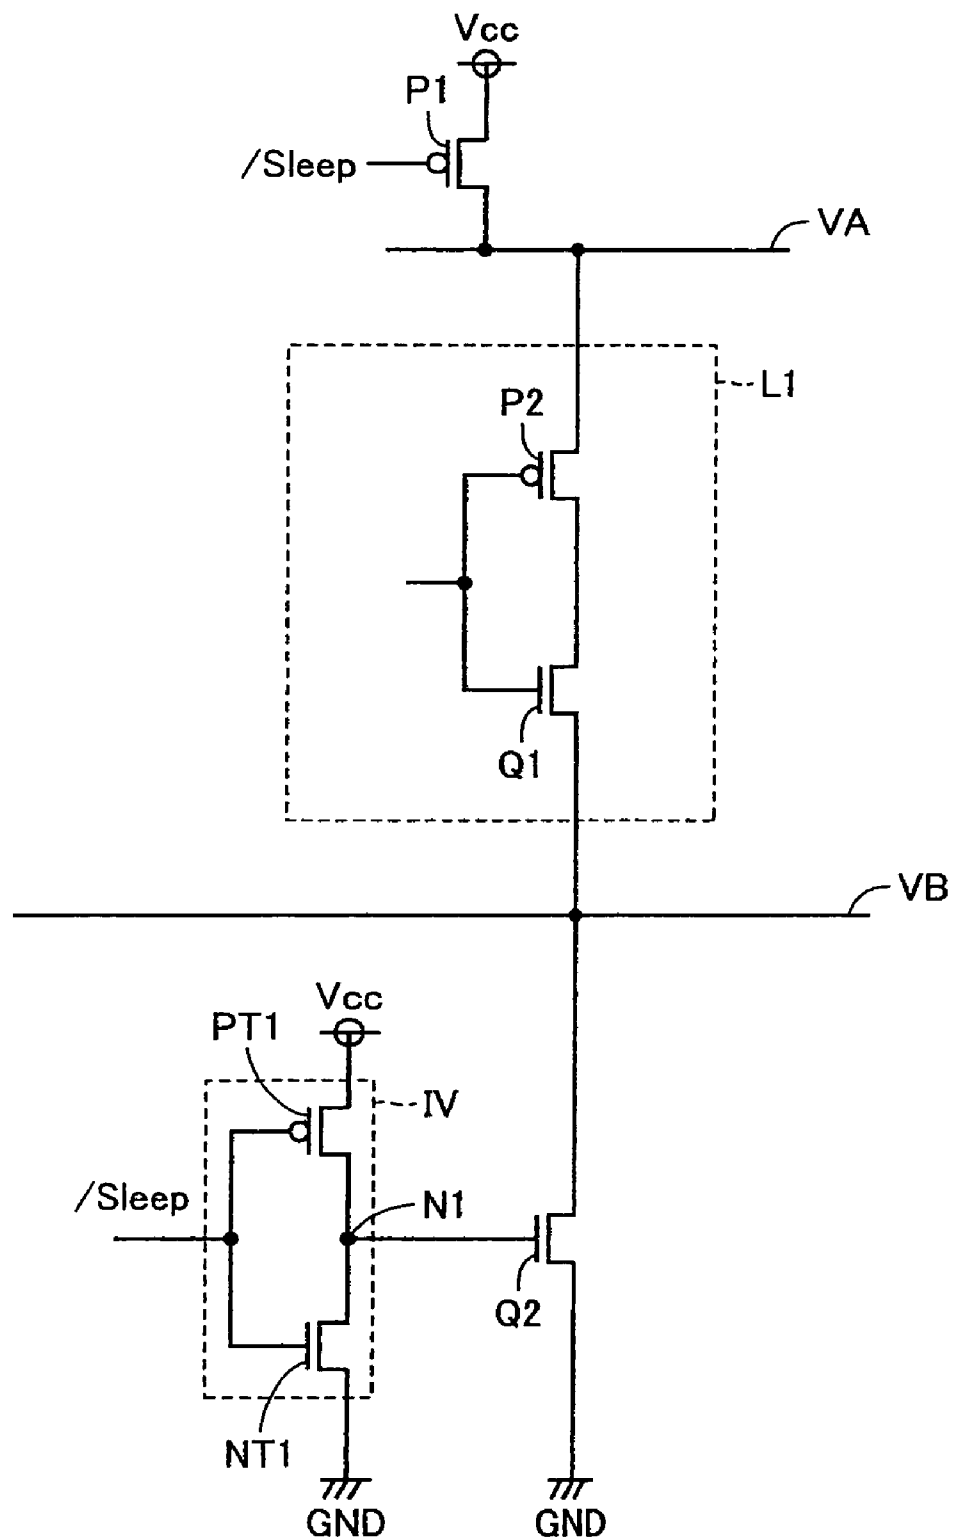 Vcc
P1
/Sleep
VA
L1
P2
Q1
VB
Vcc
PT1
IV
/Sleep
N1
Q2
NT1
GND
GND